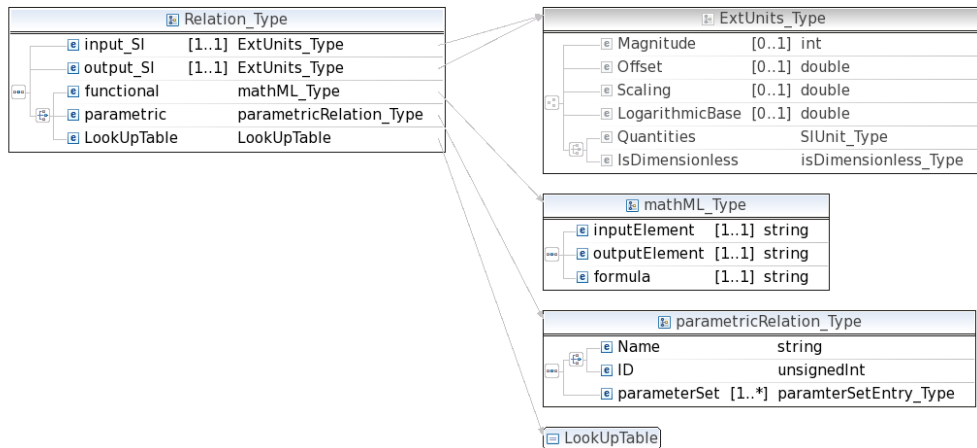 Relation_Type
input_SI [1..1] ExtUnits_Type
output_SI [1..1] ExtUnits_Type
functional mathML_Type
parametric parametricRelation_Type
LookUpTable LookUpTable
ExtUnits_Type
Magnitude [0..1] int
Offset [0..1] double
Scaling [0..1] double
LogarithmicBase [0..1] double
Quantities SIUnit_Type
IsDimensionless isDimensionless_Type
mathML_Type
inputElement [1..1] string
outputElement [1..1] string
formula [1..1] string
parametricRelation_Type
Name string
ID unsignedInt
parameterSet [1..*] paramterSetEntry_Type
LookUpTable